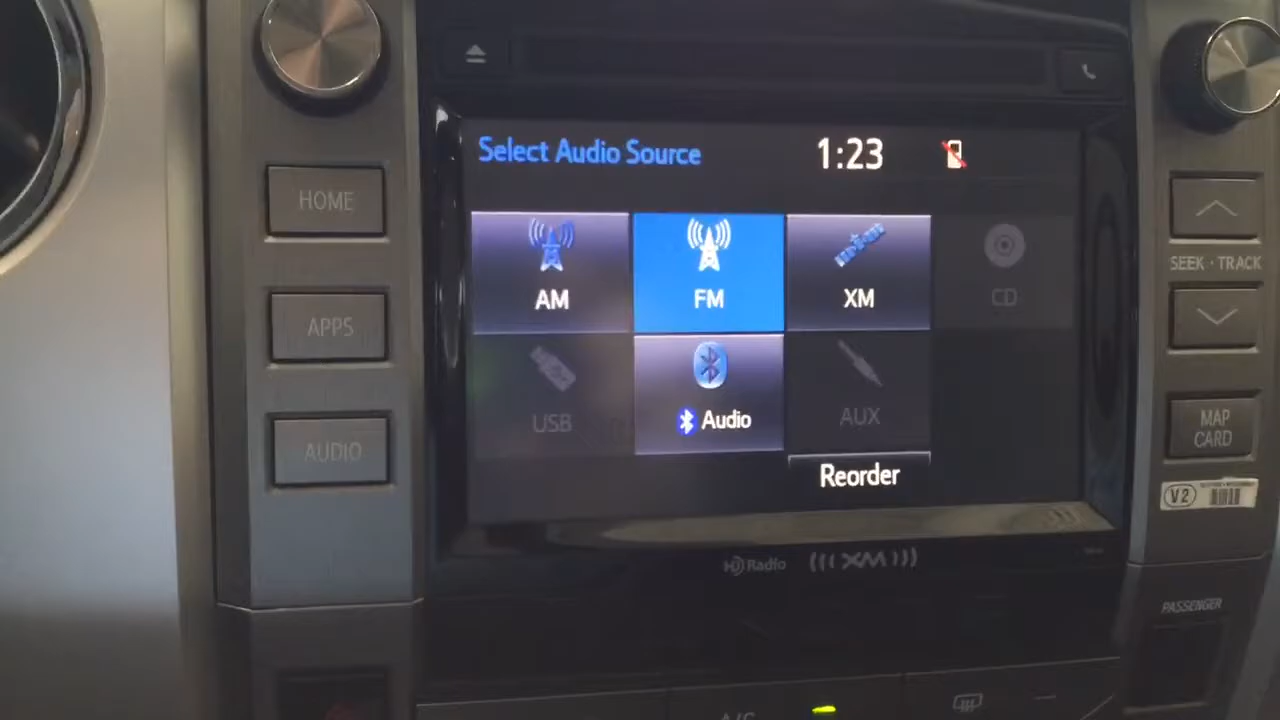 HOME
APPS
AUDIO
Select Audio Source
1:23
AM
FM
XM
CD
USB
Audio
AUX
Reorder
HD Radio
((( XM )))
SEEK · TRACK
MAP
CARD
V2
PASSENGER
A/C